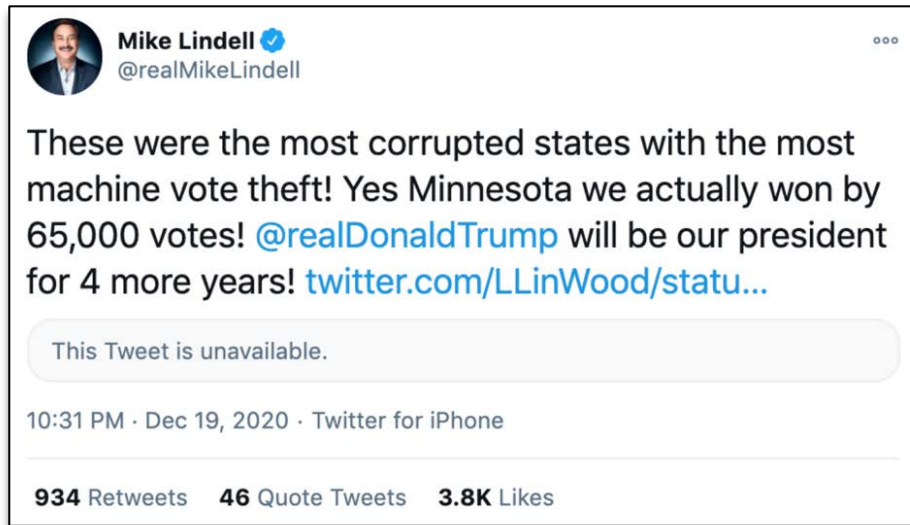 Mike Lindell
@realMikeLindell
These were the most corrupted states with the most
machine vote theft! Yes Minnesota we actually won by
65,000 votes! @realDonaldTrump will be our president
for 4 more years! twitter.com/LLinWood/statu...
This Tweet is unavailable.
10:31 PM · Dec 19, 2020 · Twitter for iPhone
934 Retweets 46 Quote Tweets 3.8K Likes